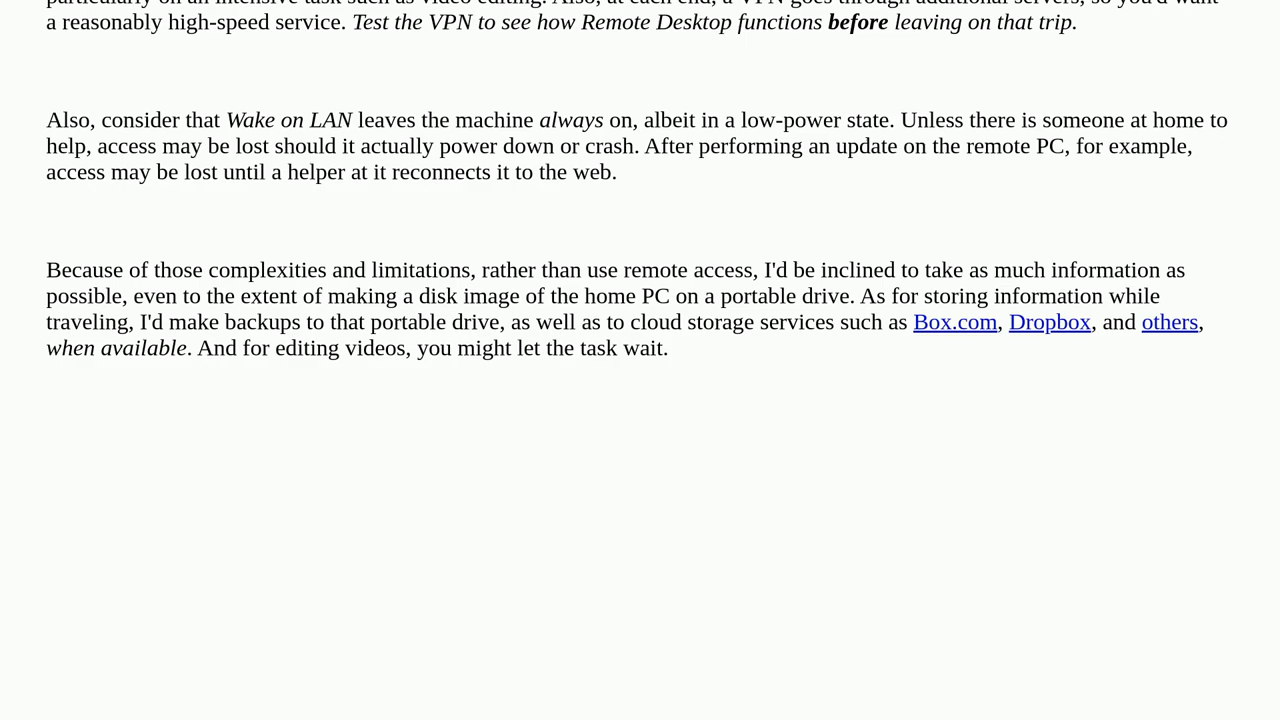 a reasonably high-speed service. Test the VPN to see how Remote Desktop functions before leaving on that trip.
Also, consider that Wake on LAN leaves the machine always on, albeit in a low-power state. Unless there is someone at home to
help, access may be lost should it actually power down or crash. After performing an update on the remote PC, for example,
access may be lost until a helper at it reconnects it to the web.
Because of those complexities and limitations, rather than use remote access, I'd be inclined to take as much information as
possible, even to the extent of making a disk image of the home PC on a portable drive. As for storing information while
traveling, I'd make backups to that portable drive, as well as to cloud storage services such as Box.com, Dropbox, and others,
when available. And for editing videos, you might let the task wait.